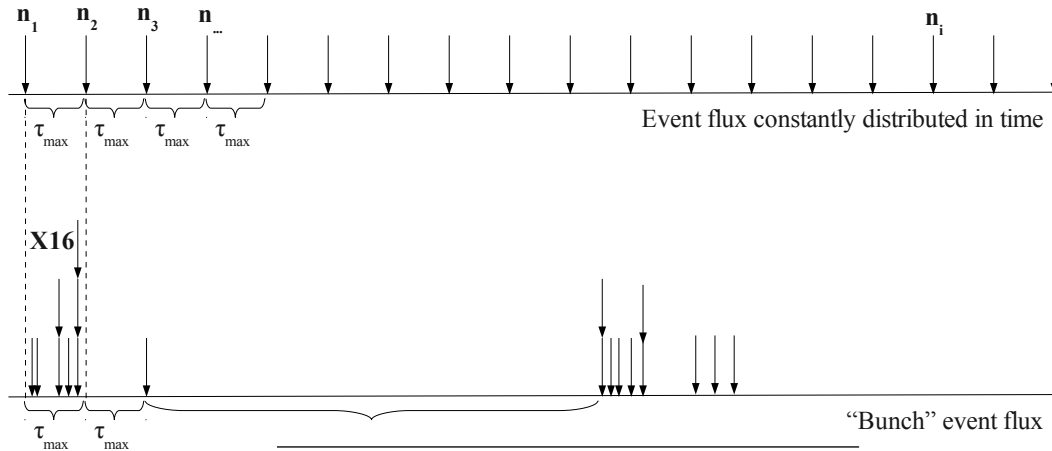 n1 n2 n3 n... ni
τmax τmax τmax τmax
Event flux constantly distributed in time
X16
τmax τmax
“Bunch” event flux